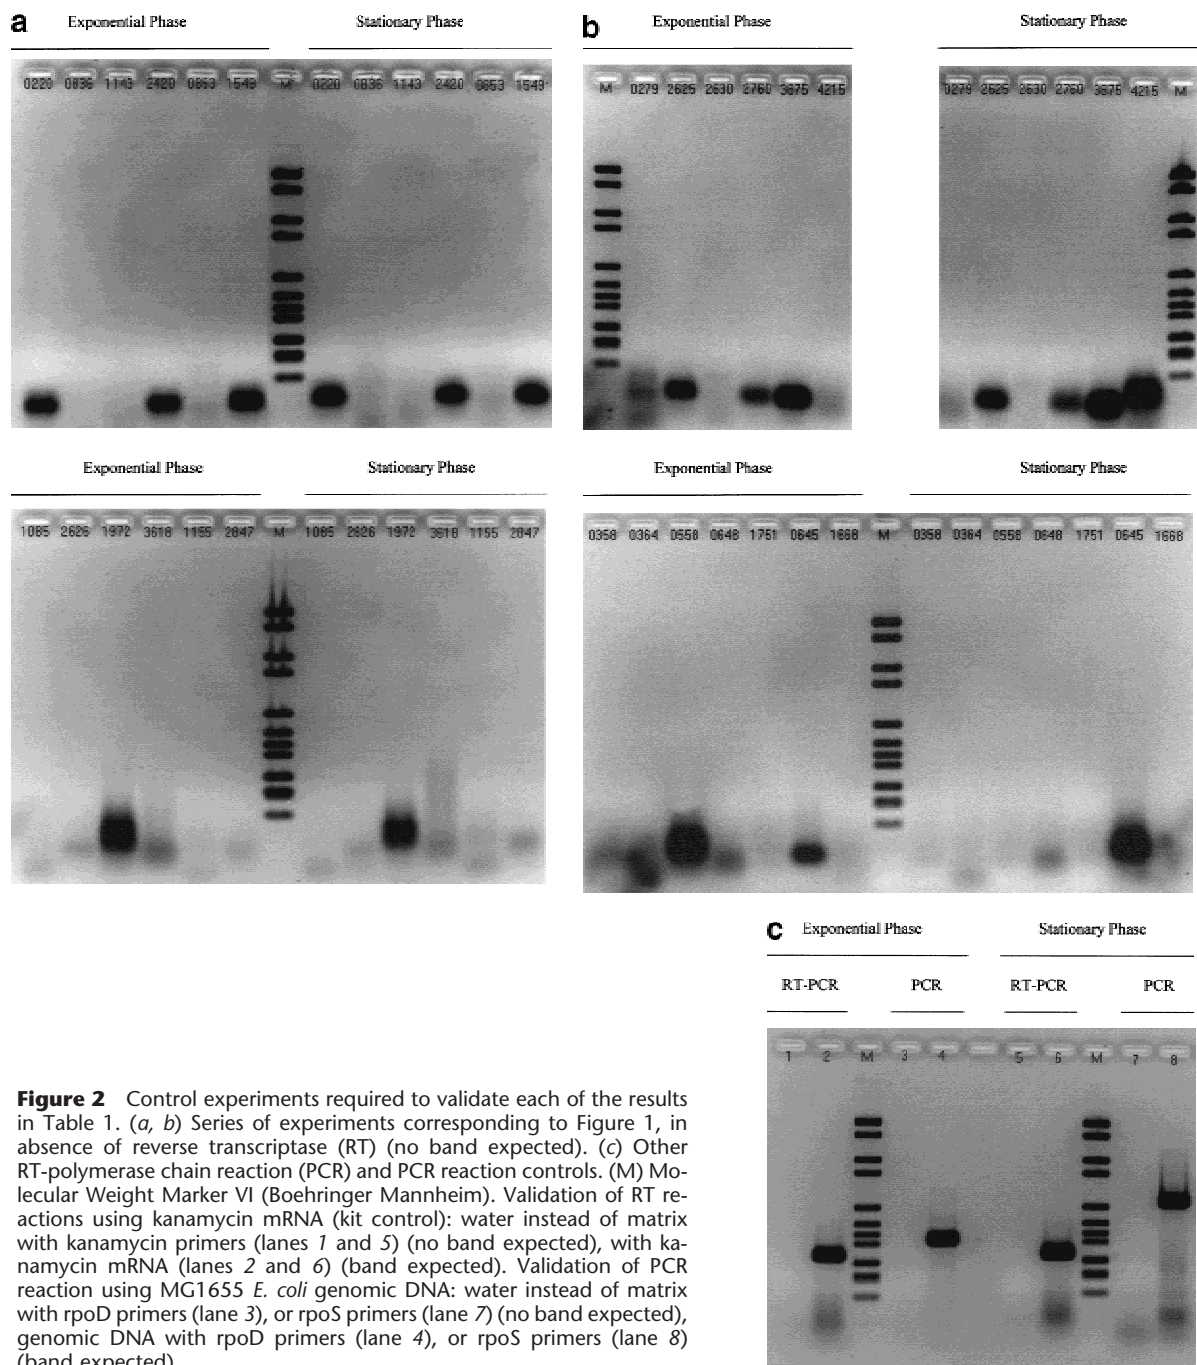 a Exponential Phase Stationary Phase
0220 0836 1143 2420 0853 1549 M 0220 0836 1143 2420 0853 1549
b Exponential Phase Stationary Phase
M 0279 2625 2630 2760 3675 4215 0279 2625 2630 2760 3675 4215 M
Exponential Phase Stationary Phase
1085 2626 1972 3618 1155 2847 M 1085 2626 1972 3618 1155 2847
Exponential Phase Stationary Phase
0358 0364 0558 0648 1751 0645 1668 M 0358 0364 0558 0648 1751 0645 1668
c Exponential Phase Stationary Phase
RT-PCR PCR RT-PCR PCR
1 2 M 3 4 5 6 M 7 8
Figure 2 Control experiments required to validate each of the results
in Table 1. (a, b) Series of experiments corresponding to Figure 1, in
absence of reverse transcriptase (RT) (no band expected). (c) Other
RT-polymerase chain reaction (PCR) and PCR reaction controls. (M) Mo-
lecular Weight Marker VI (Boehringer Mannheim). Validation of RT re-
actions using kanamycin mRNA (kit control): water instead of matrix
with kanamycin primers (lanes 1 and 5) (no band expected), with ka-
namycin mRNA (lanes 2 and 6) (band expected). Validation of PCR
reaction using MG1655 E. coli genomic DNA: water instead of matrix
with rpoD primers (lane 3), or rpoS primers (lane 7) (no band expected),
genomic DNA with rpoD primers (lane 4), or rpoS primers (lane 8)
(band expected)